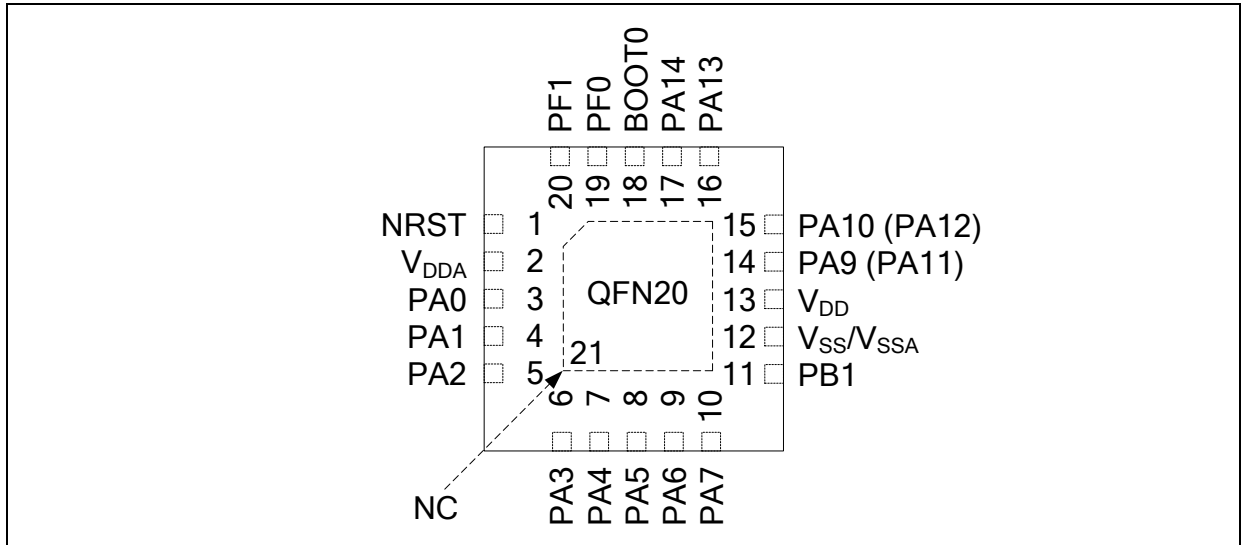 PF1
PF0
BOOT0
PA14
PA13
20
19
18
17
16
NRST 1
VDDA 2
PA0 3
PA1 4
PA2 5
QFN20
21
15 PA10 (PA12)
14 PA9 (PA11)
13 VDD
12 VSS/VSSA
11 PB1
6
7
8
9
10
PA3
PA4
PA5
PA6
PA7
NC